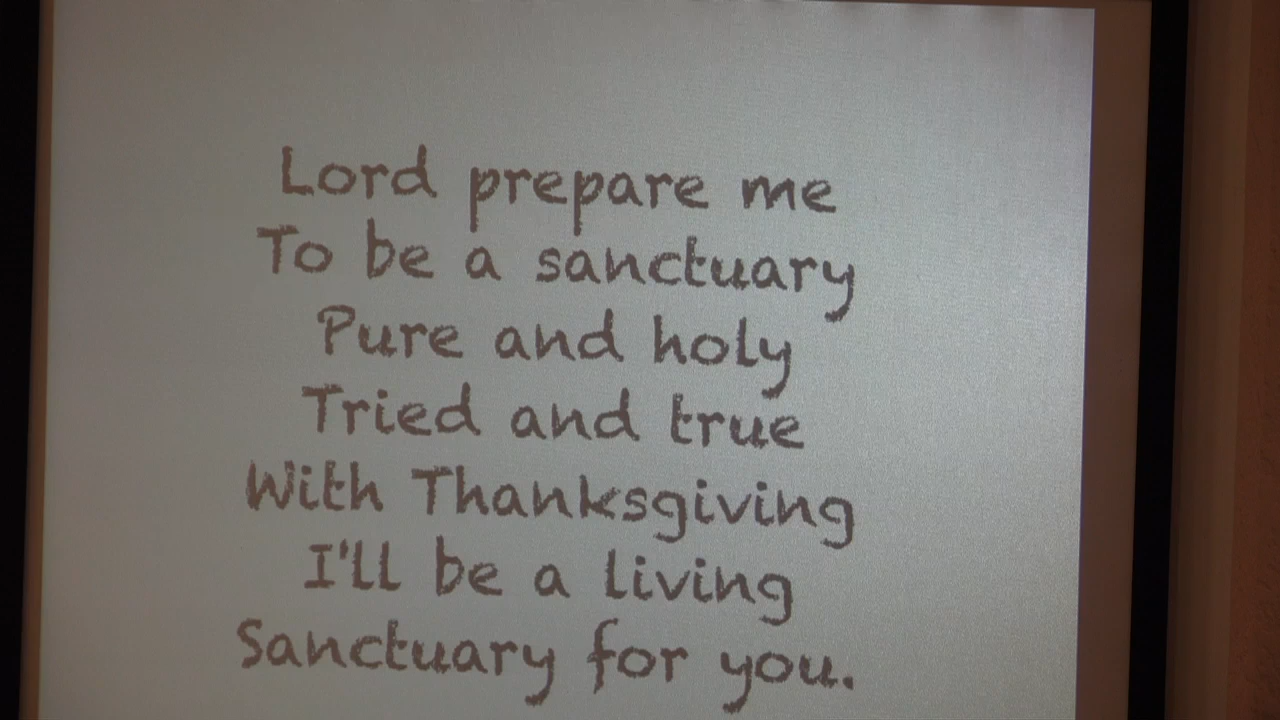 Lord prepare me
To be a sanctuary
Pure and holy
Tried and true
With Thanksgiving
I'll be a living
Sanctuary for you.